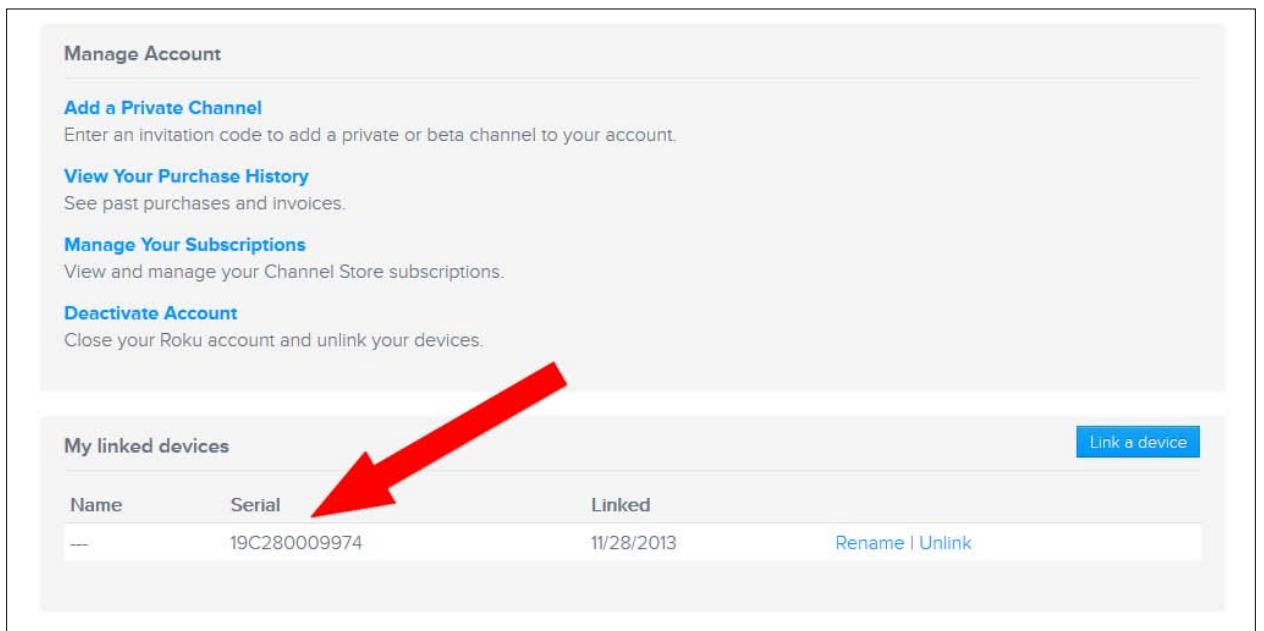 Manage Account
Add a Private Channel
Enter an invitation code to add a private or beta channel to your account.
View Your Purchase History
See past purchases and invoices.
Manage Your Subscriptions
View and manage your Channel Store subscriptions.
Deactivate Account
Close your Roku account and unlink your devices.
My linked devices
Link a device
Name Serial Linked
--- 19C280009974 11/28/2013 Rename | Unlink